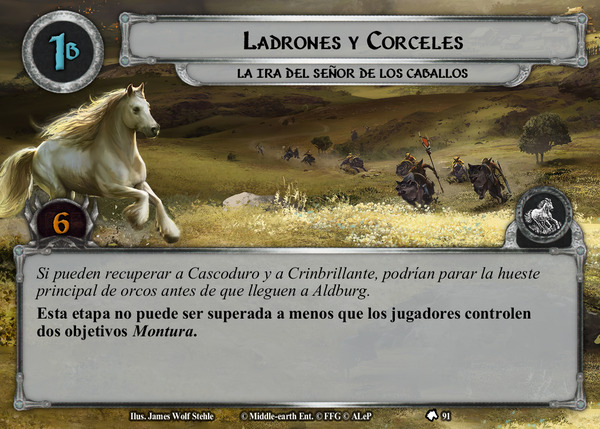 1B
LADRONES Y CORCELES
LA IRA DEL SEÑOR DE LOS CABALLOS
6
Si pueden recuperar a Cascoduro y a Crinbrillante, podrían parar la hueste
principal de orcos antes de que lleguen a Aldburg.
Esta etapa no puede ser superada a menos que los jugadores controlen
dos objetivos Montura.
Ilus. James Wolf Stehle © Middle-earth Ent. © FFG © ALeP 91